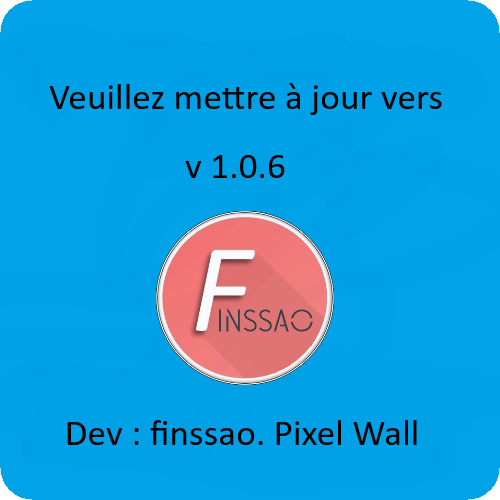 Veuillez mettre à jour vers
v 1.0.6
FINSSAO
Dev : finssao. Pixel Wall